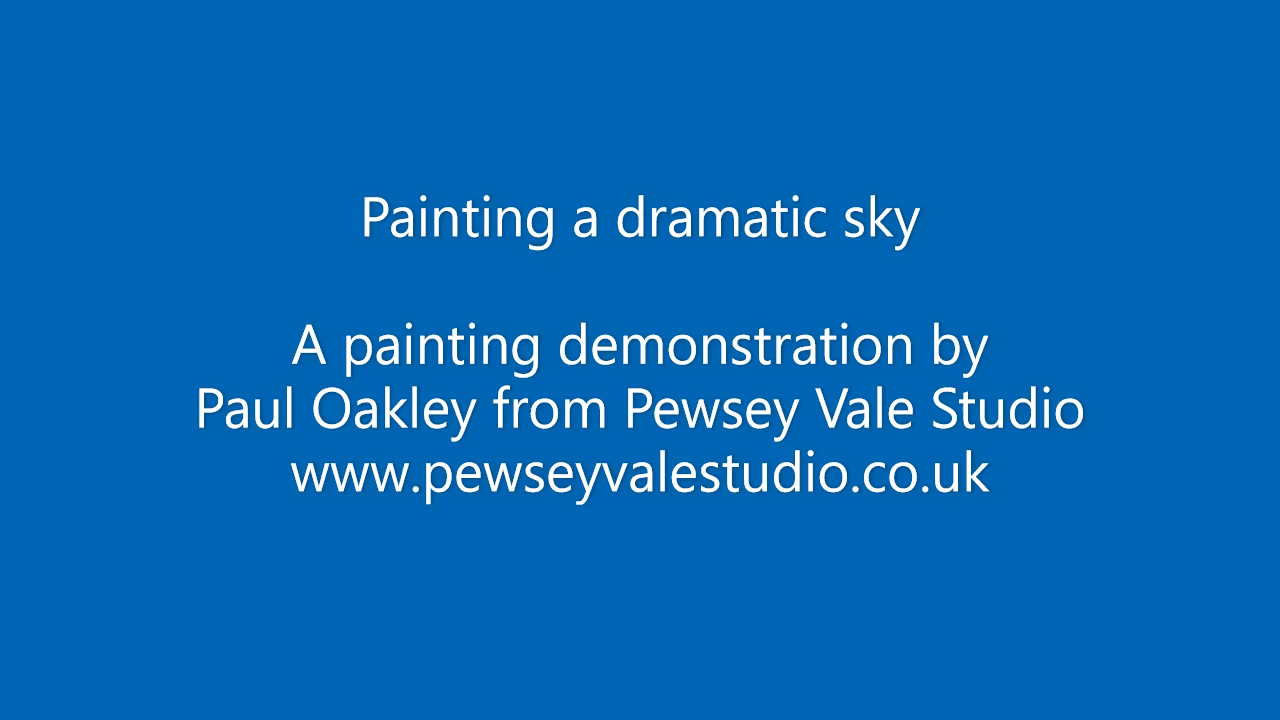 Painting a dramatic sky
A painting demonstration by
Paul Oakley from Pewsey Vale Studio
www.pewseyvalestudio.co.uk